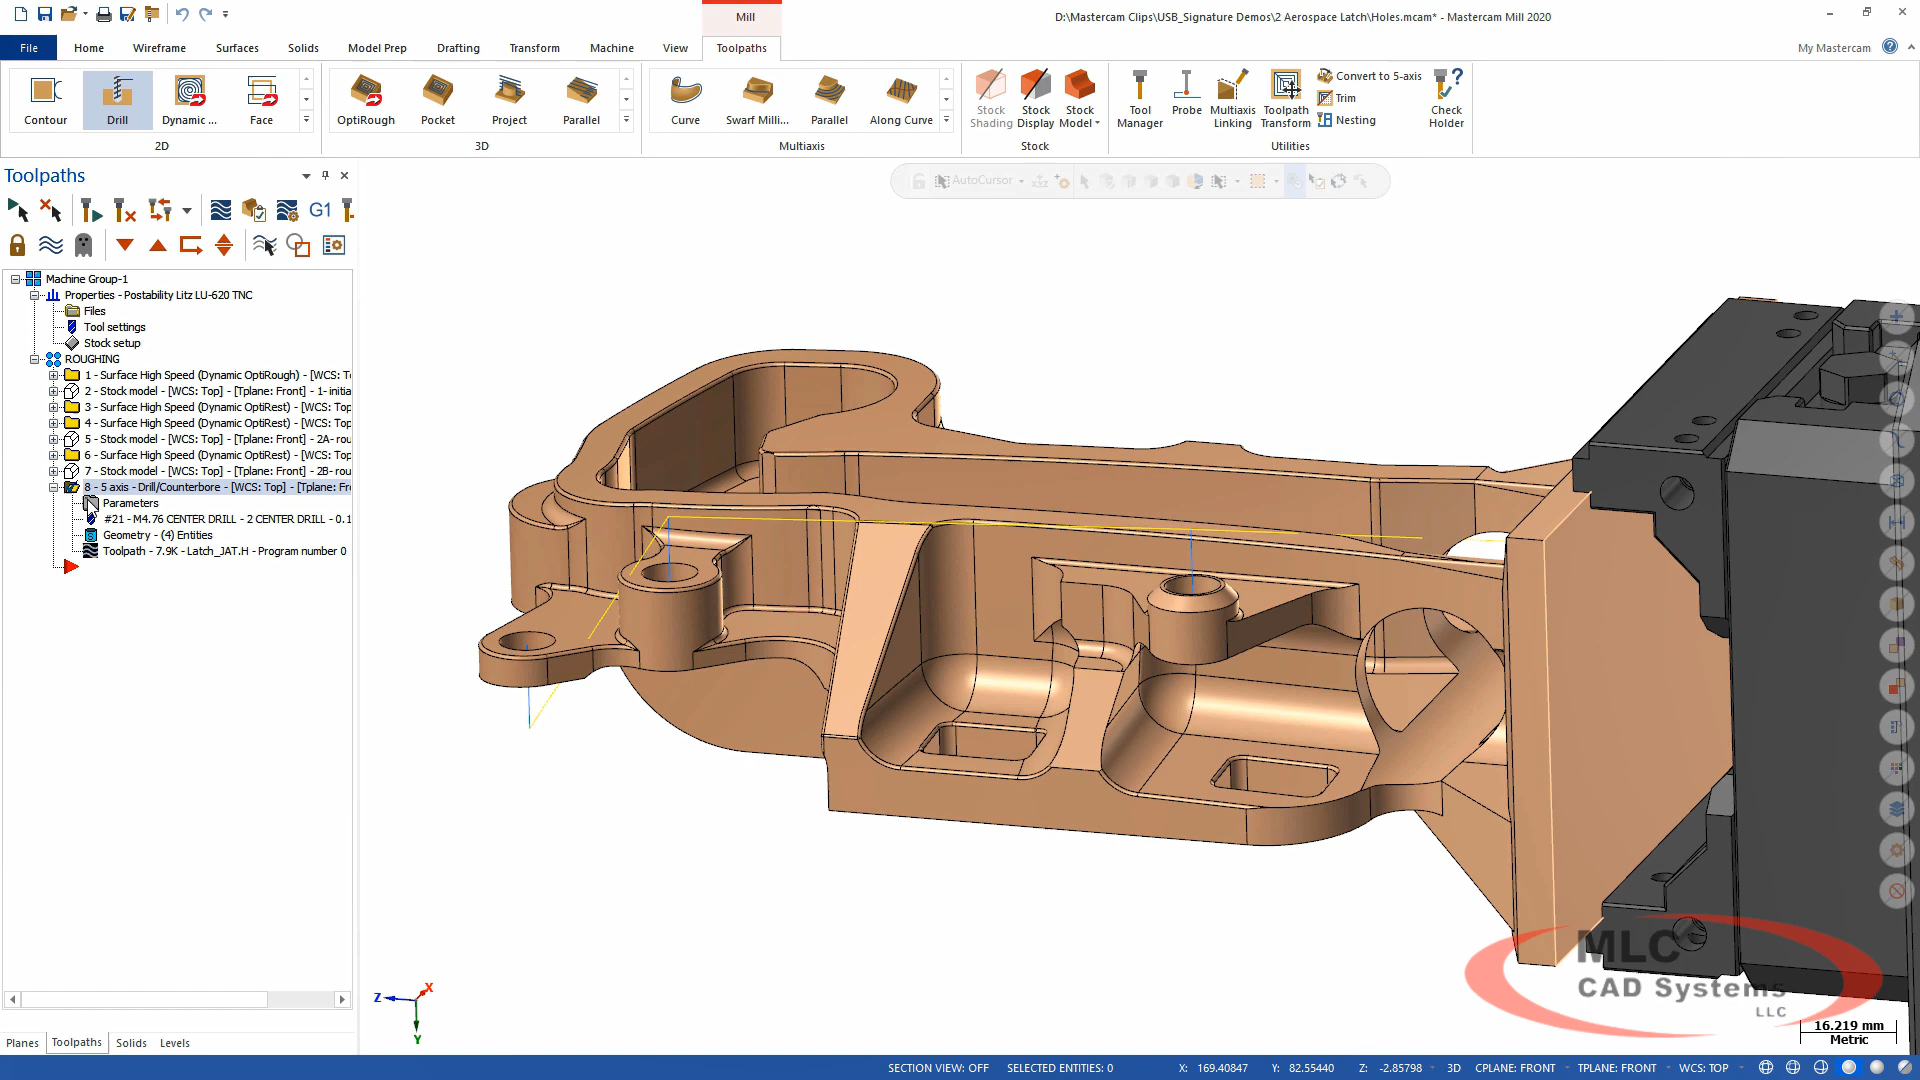 Mill
D:\Mastercam Clips\USB_Signature Demos\2 Aerospace Latch\Holes.mcam* - Mastercam Mill 2020
File Home Wireframe Surfaces Solids Model Prep Drafting Transform Machine View Toolpaths
My Mastercam
Contour Drill Dynamic ... Face
2D
OptiRough Pocket Project Parallel
3D
Curve Swarf Milli... Parallel Along Curve
Multiaxis
Stock Shading
Stock Display
Stock Model
Stock
Tool Manager
Probe
Multiaxis Linking
Toolpath Transform
Convert to 5-axis
Trim
Nesting
Check Holder
Utilities
Toolpaths
AutoCursor
G1
Machine Group-1
Properties - Postability Litz LU-620 TNC
Files
Tool settings
Stock setup
ROUGHING
1 - Surface High Speed (Dynamic OptiRough) - [WCS: T
2 - Stock model - [WCS: Top] - [Tplane: Front] - 1- initia
3 - Surface High Speed (Dynamic OptiRest) - [WCS: Top
4 - Surface High Speed (Dynamic OptiRest) - [WCS: Top
5 - Stock model - [WCS: Top] - [Tplane: Front] - 2A- rou
6 - Surface High Speed (Dynamic OptiRest) - [WCS: Top
7 - Stock model - [WCS: Top] - [Tplane: Front] - 2B- rou
8 - 5 axis - Drill/Counterbore - [WCS: Top] - [Tplane: Fr
Parameters
#21 - M4.76 CENTER DRILL - 2 CENTER DRILL - 0.1
Geometry - (4) Entities
Toolpath - 7.9K - Latch_JAT.H - Program number 0
Z X
Y
MLC
CAD Systems
LLC
16.219 mm
Metric
Planes Toolpaths Solids Levels
SECTION VIEW: OFF SELECTED ENTITIES: 0 X: 169.40847 Y: 82.55440 Z: -2.85798 3D CPLANE: FRONT TPLANE: FRONT WCS: TOP